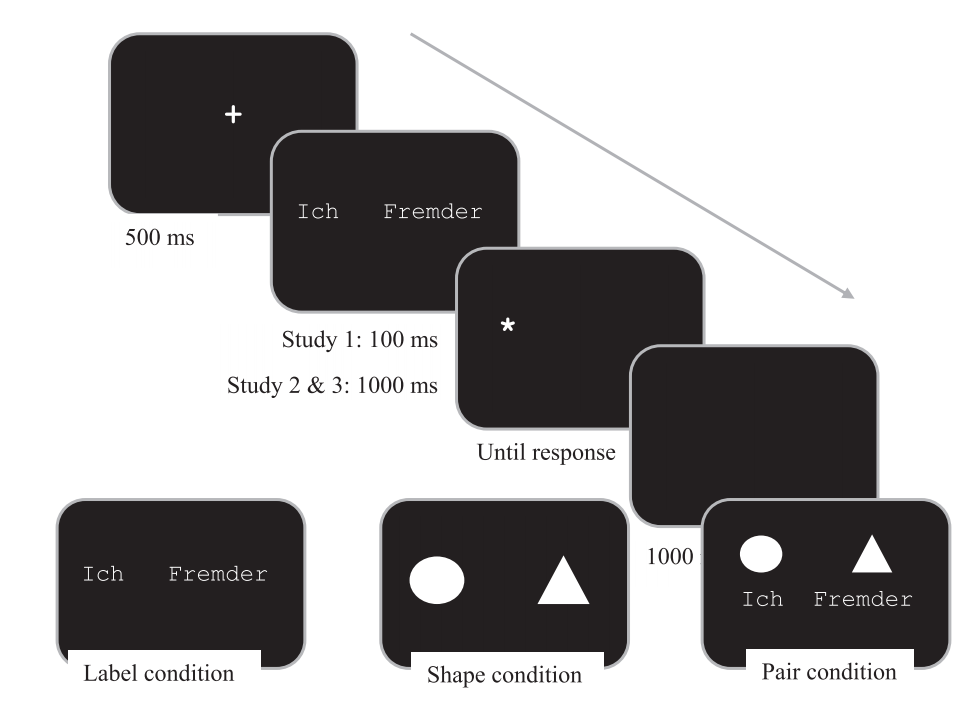 +
Ich Fremder
500 ms
*
Study 1: 100 ms
Study 2 & 3: 1000 ms
Until response
1000
Ich Fremder
Ich Fremder
Label condition
Shape condition
Pair condition